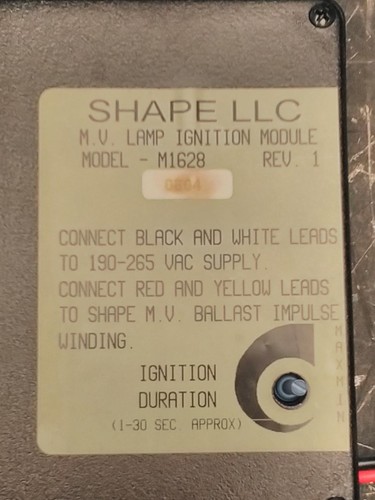 SHAPE LLC
M.V. LAMP IGNITION MODULE
MODEL - M1628 REV. 1
0204
CONNECT BLACK AND WHITE LEADS
TO 190-265 VAC SUPPLY.
CONNECT RED AND YELLOW LEADS
TO SHAPE M.V. BALLAST IMPULSE
WINDING.
IGNITION
DURATION
(1-30 SEC. APPROX)
MAX
MIN